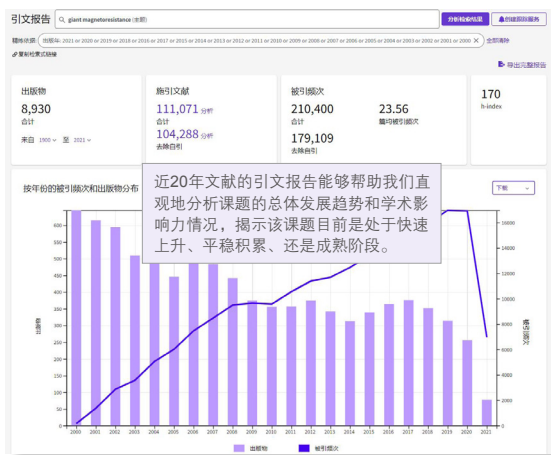 引文报告
giant magnetoresistance (主题)
分析检索结果
创建跟踪服务
精炼依据: 出版年: 2021 or 2020 or 2019 or 2018 or 2016 or 2017 or 2015 or 2014 or 2013 or 2012 or 2011 or 2010 or 2009 or 2008 or 2007 or 2006 or 2005 or 2004 or 2003 or 2002 or 2001 or 2000
全部清除
复制检索式链接
导出完整报告
出版物
8,930
合计
来自 1900 至 2021
施引文献
111,071 分析
合计
104,288 分析
去除自引
被引频次
210,400
合计
179,109
去除自引
23.56
篇均被引频次
170
h-index
按年份的被引频次和出版物分布
下载
近20年文献的引文报告能够帮助我们直
观地分析课题的总体发展趋势和学术影
响力情况，揭示该课题目前是处于快速
上升、平稳积累、还是成熟阶段。
出版物
600
550
500
450
400
350
300
250
200
150
100
50
0
16000
14000
12000
10000
8000
6000
4000
2000
0
被引频次
2000 2001 2002 2003 2004 2005 2006 2007 2008 2009 2010 2011 2012 2013 2014 2015 2016 2017 2018 2019 2020 2021
出版物 被引频次